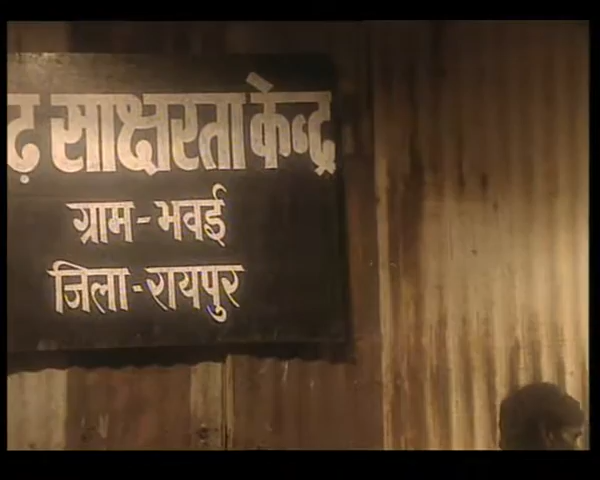 ढ़ साक्षरता केन्द्र
ग्राम - भवई
जिला - रायपुर